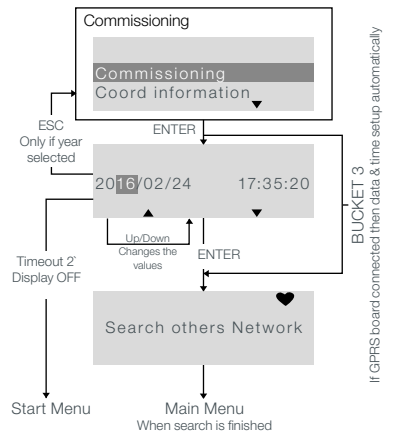 Commissioning
Commissioning
Coord information
ESC
Only if year
selected
ENTER
2016/02/24 17:35:20
Up/Down
Changes the
values
ENTER
Timeout 2`
Display OFF
Search others Network
Start Menu
Main Menu
When search is finished
BUCKET 3
If GPRS board connected then data & time setup automatically